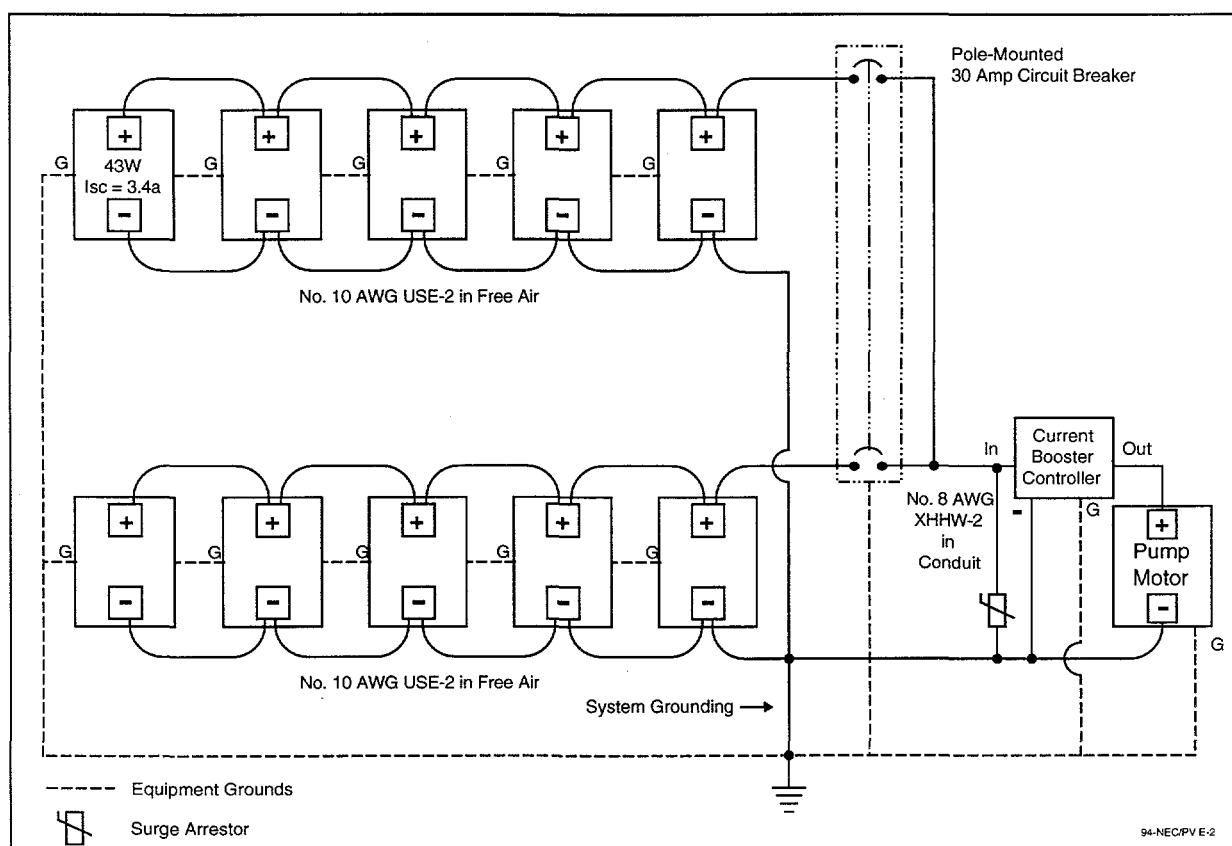 Pole-Mounted
30 Amp Circuit Breaker
+
+
+
+
+
G
43W
Isc = 3.4a
G
G
G
G
-
-
-
-
-
No. 10 AWG USE-2 in Free Air
In
Current
Booster
Controller
Out
No. 8 AWG
XHHW-2
in
Conduit
-
G
+
Pump
Motor
-
G
+
+
+
+
+
G
G
G
G
G
-
-
-
-
-
No. 10 AWG USE-2 in Free Air
System Grounding
Equipment Grounds
Surge Arrestor
94-NEC/PV E-2